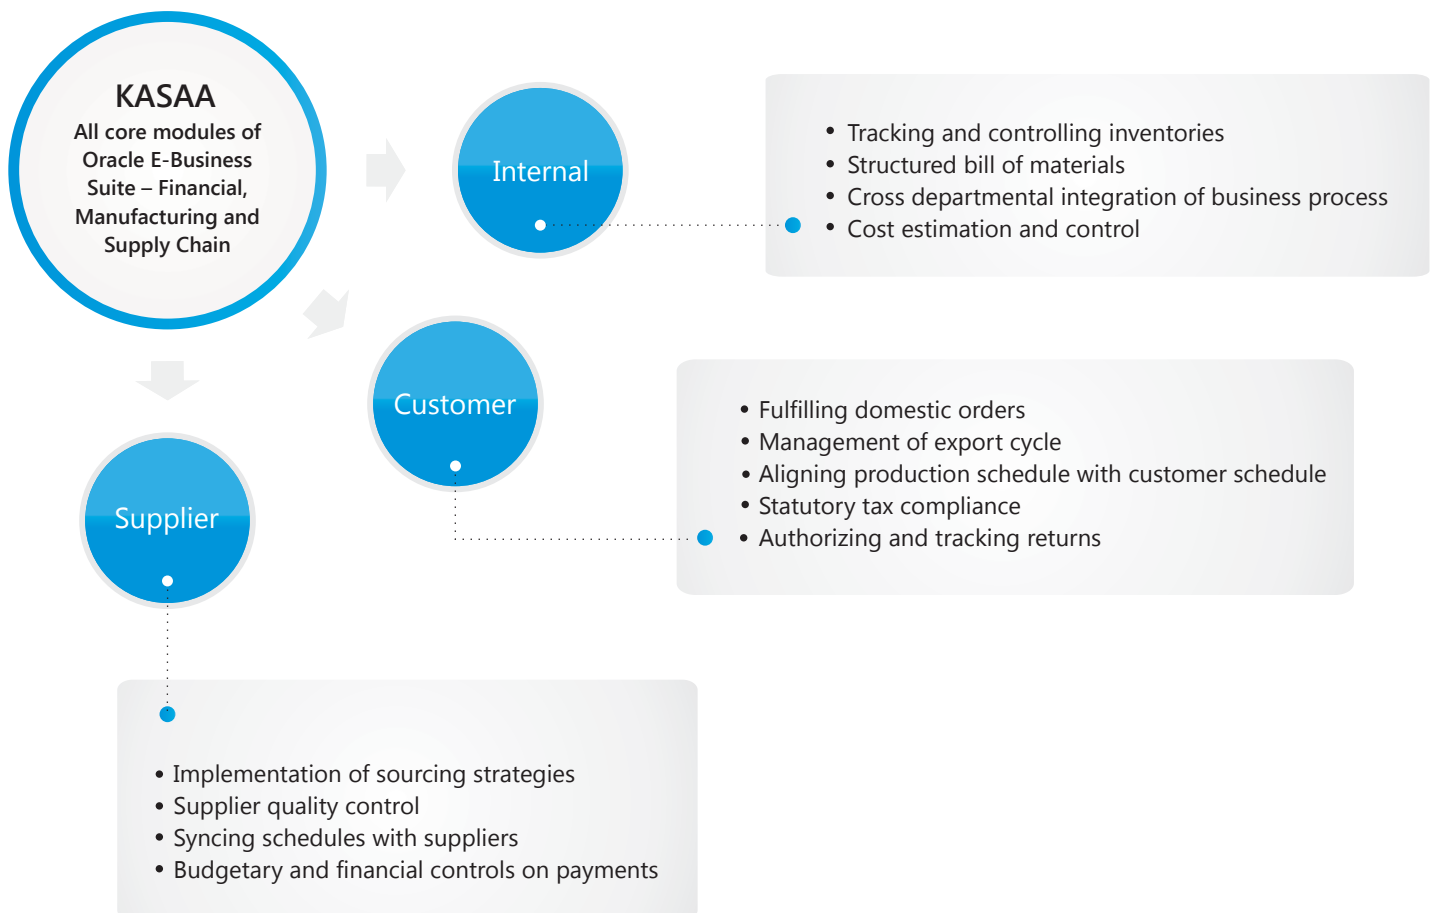 KASAA
All core modules of
Oracle E-Business
Suite – Financial,
Manufacturing and
Supply Chain
Internal
• Tracking and controlling inventories
• Structured bill of materials
• Cross departmental integration of business process
• Cost estimation and control
Customer
• Fulfilling domestic orders
• Management of export cycle
• Aligning production schedule with customer schedule
• Statutory tax compliance
• Authorizing and tracking returns
Supplier
• Implementation of sourcing strategies
• Supplier quality control
• Syncing schedules with suppliers
• Budgetary and financial controls on payments